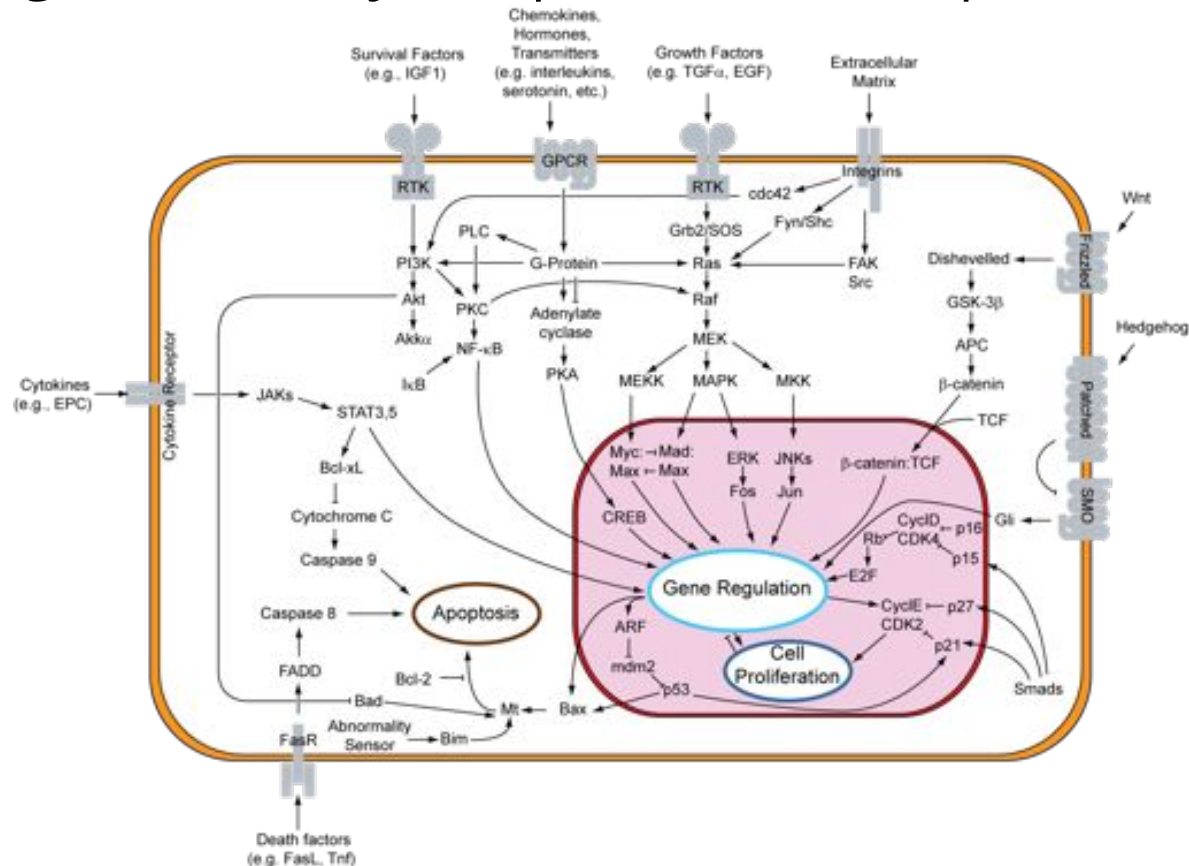 Chemokines,
Hormones,
Transmitters
(e.g. interleukins,
serotonin, etc.)
Survival Factors
(e.g., IGF1)
Growth Factors
(e.g. TGFα, EGF)
Extracellular
Matrix
RTK
GPCR
RTK
Integrins
cdc42
Fyn/Shc
Wnt
Frizzled
PLC
Grb2/SOS
PI3K
G-Protein
Ras
FAK
Src
Dishevelled
Akt
PKC
Adenylate
cyclase
Raf
GSK-3β
Akkα
NF-κB
MEK
APC
Hedgehog
IκB
PKA
MEKK
MAPK
MKK
β-catenin
Patched
Cytokines
(e.g., EPC)
Cytokine Receptor
JAKs
STAT3,5
TCF
Bcl-xL
Myc:
Max
Mad:
Max
ERK
JNKs
β-catenin:TCF
Fos
Jun
SMO
Cytochrome C
CREB
Gli
CyclD
CDK4
p16
Rb
p15
Caspase 9
E2F
Gene Regulation
Caspase 8
Apoptosis
CyclE
CDK2
p27
ARF
p21
FADD
mdm2
Cell
Proliferation
Bcl-2
p53
Smads
Bad
Mt
Bax
Abnormality
Sensor
Bim
FasR
Death factors
(e.g. FasL, Tnf)